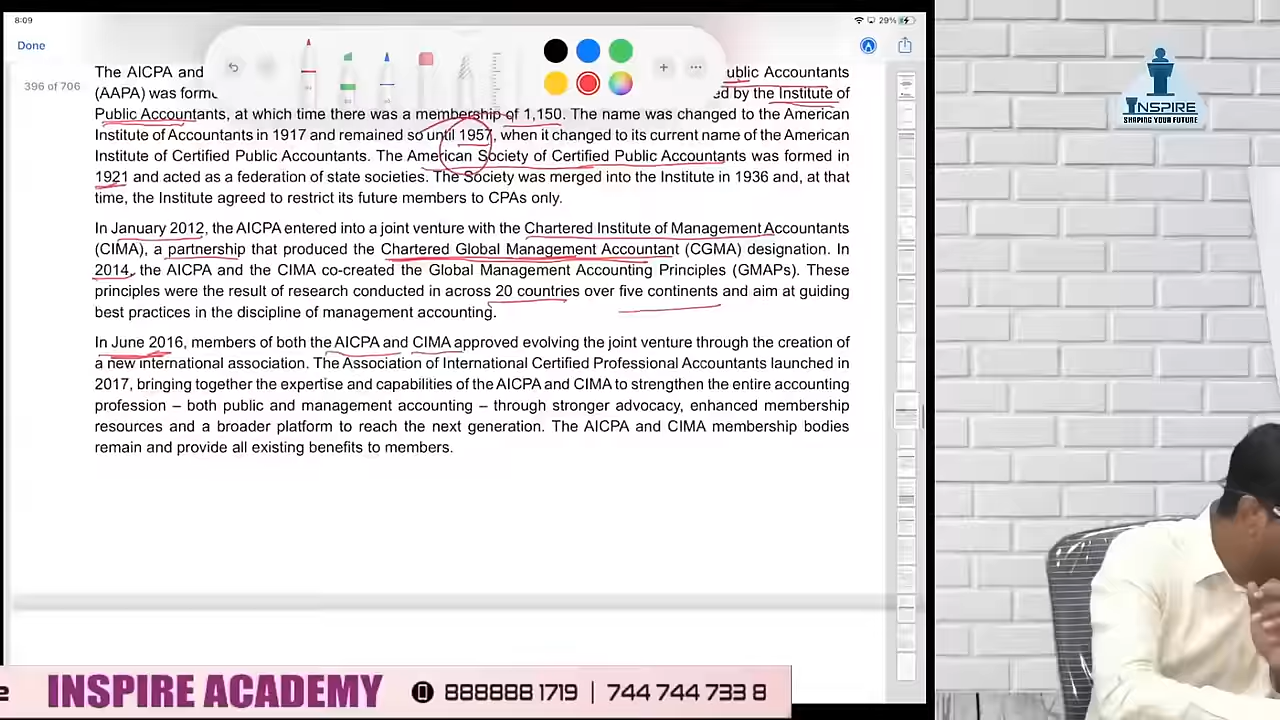 8:09
29%
Done
396 of 706
The AICPA and ublic Accountants
(AAPA) was form ed by the Institute of
Public Accountants, at which time there was a membership of 1,150. The name was changed to the American
Institute of Accountants in 1917 and remained so until 1957, when it changed to its current name of the American
Institute of Certified Public Accountants. The American Society of Certified Public Accountants was formed in
1921 and acted as a federation of state societies. The Society was merged into the Institute in 1936 and, at that
time, the Institute agreed to restrict its future members to CPAs only.
In January 2012, the AICPA entered into a joint venture with the Chartered Institute of Management Accountants
(CIMA), a partnership that produced the Chartered Global Management Accountant (CGMA) designation. In
2014, the AICPA and the CIMA co-created the Global Management Accounting Principles (GMAPs). These
principles were the result of research conducted in across 20 countries over five continents and aim at guiding
best practices in the discipline of management accounting.
In June 2016, members of both the AICPA and CIMA approved evolving the joint venture through the creation of
a new international association. The Association of International Certified Professional Accountants launched in
2017, bringing together the expertise and capabilities of the AICPA and CIMA to strengthen the entire accounting
profession – both public and management accounting – through stronger advocacy, enhanced membership
resources and a broader platform to reach the next generation. The AICPA and CIMA membership bodies
remain and provide all existing benefits to members.
INSPIRE
SHAPING YOUR FUTURE
e INSPIRE ACADEMY 888888 1719 | 744 744 733 8